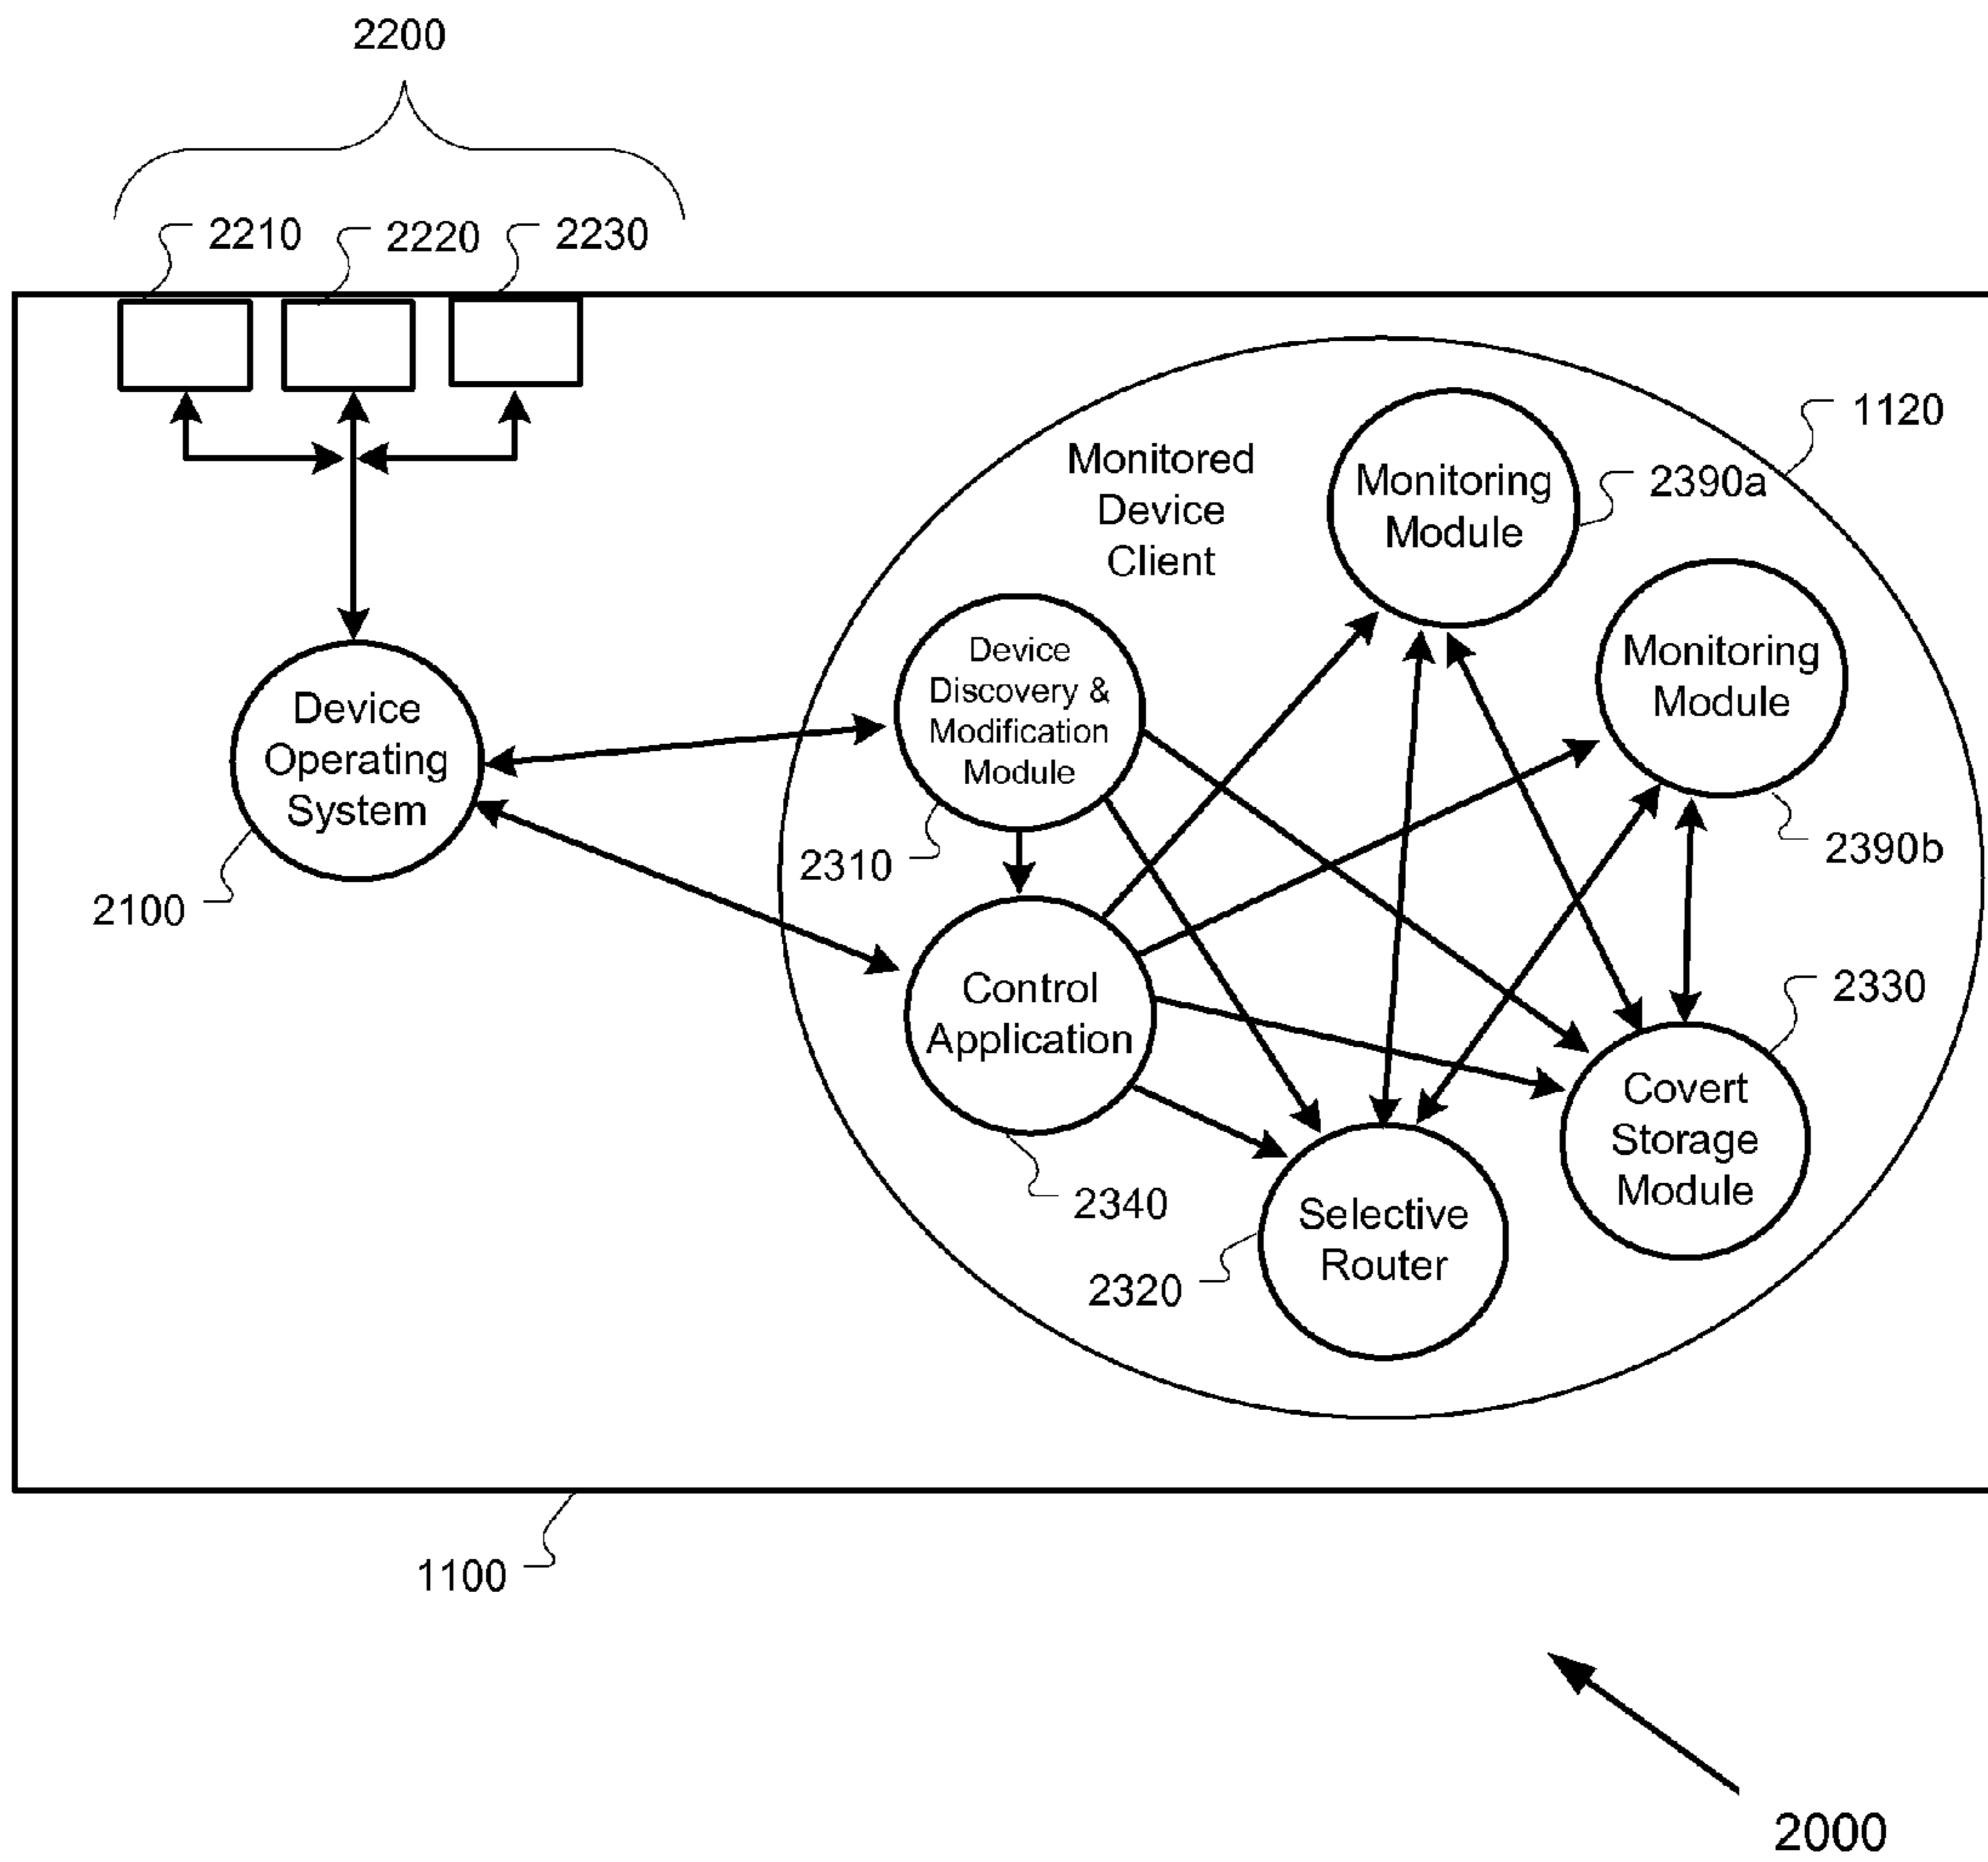 2200
2210
2220
2230
1120
Monitored
Device
Client
Monitoring
Module
2390a
Monitoring
Module
2390b
Device
Discovery &
Modification
Module
2310
Device
Operating
System
2100
Control
Application
2340
2330
Covert
Storage
Module
Selective
Router
2320
1100
2000